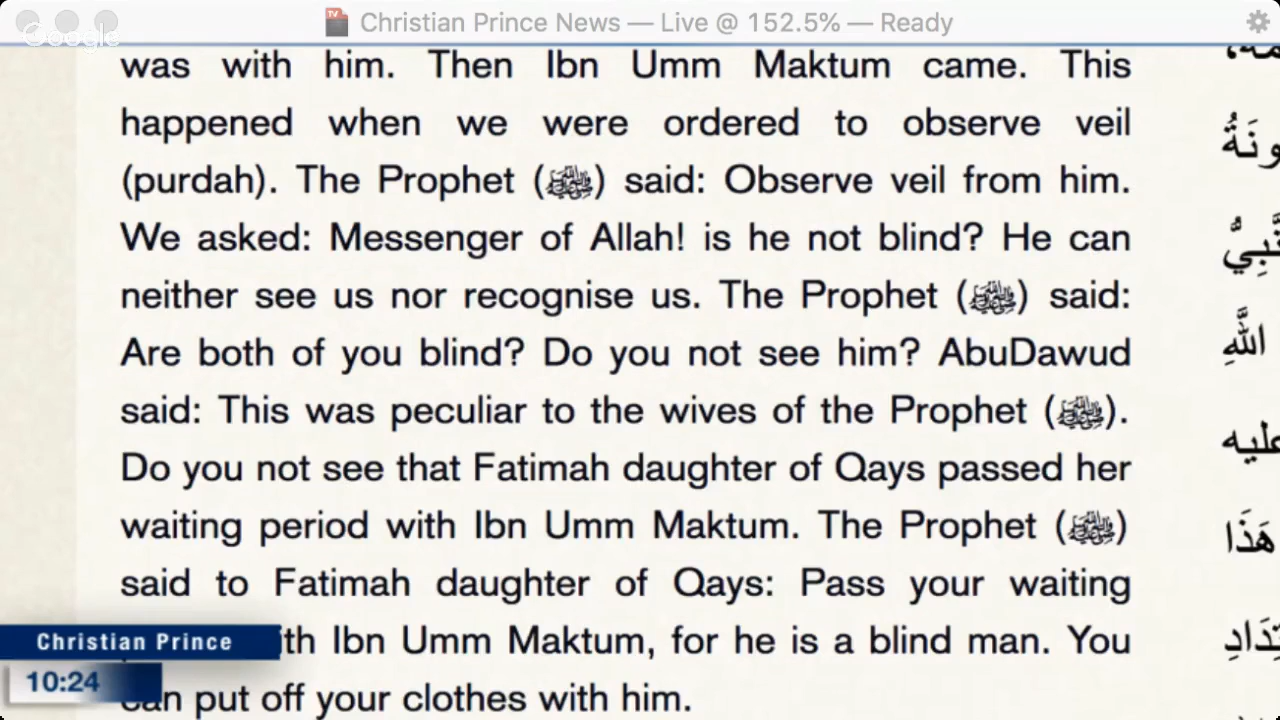 Google
TV
Christian Prince News — Live @ 152.5% — Ready
was with him. Then Ibn Umm Maktum came. This
happened when we were ordered to observe veil
(purdah). The Prophet (ﷺ) said: Observe veil from him.
We asked: Messenger of Allah! is he not blind? He can
neither see us nor recognise us. The Prophet (ﷺ) said:
Are both of you blind? Do you not see him? AbuDawud
said: This was peculiar to the wives of the Prophet (ﷺ).
Do you not see that Fatimah daughter of Qays passed her
waiting period with Ibn Umm Maktum. The Prophet (ﷺ)
said to Fatimah daughter of Qays: Pass your waiting
ith Ibn Umm Maktum, for he is a blind man. You
can put off your clothes with him.
Christian Prince
10:24
اللَّهِ
عليه
هَذَا